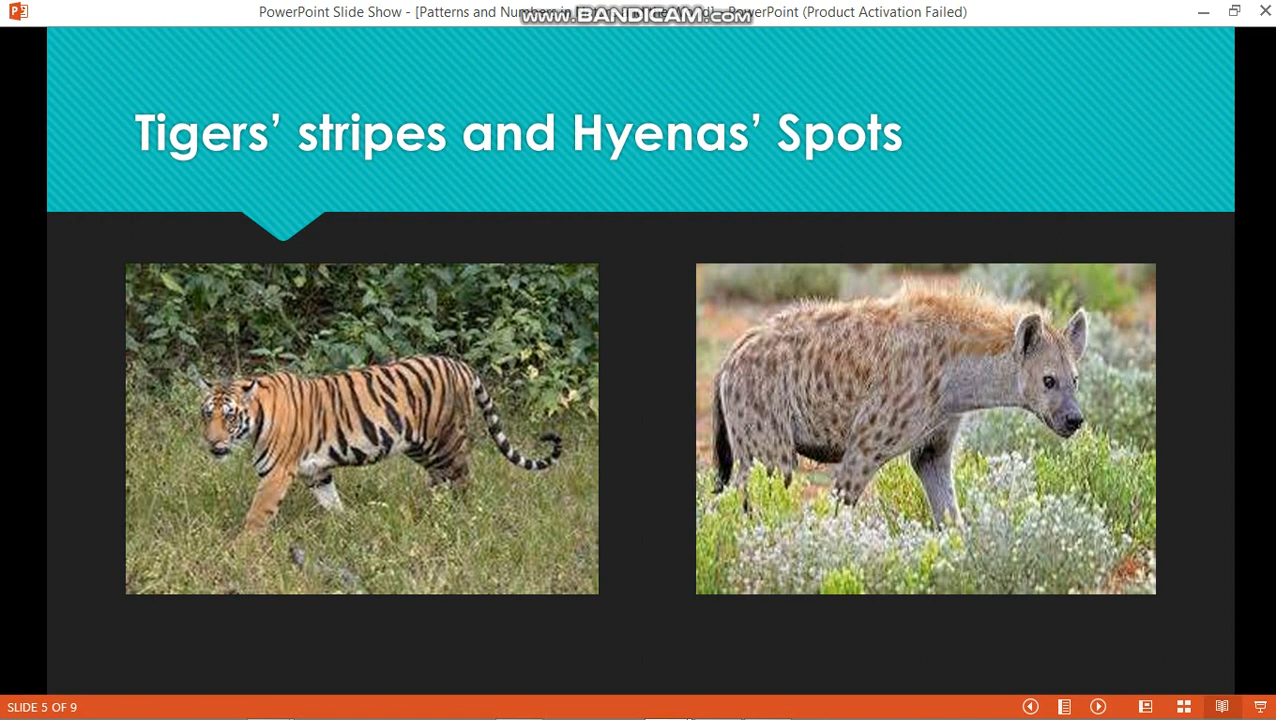 PowerPoint Slide Show - [Patterns and Numbers in PowerPoint (Product Activation Failed)
www.BANDICAM.com
Tigers’ stripes and Hyenas’ Spots
SLIDE 5 OF 9